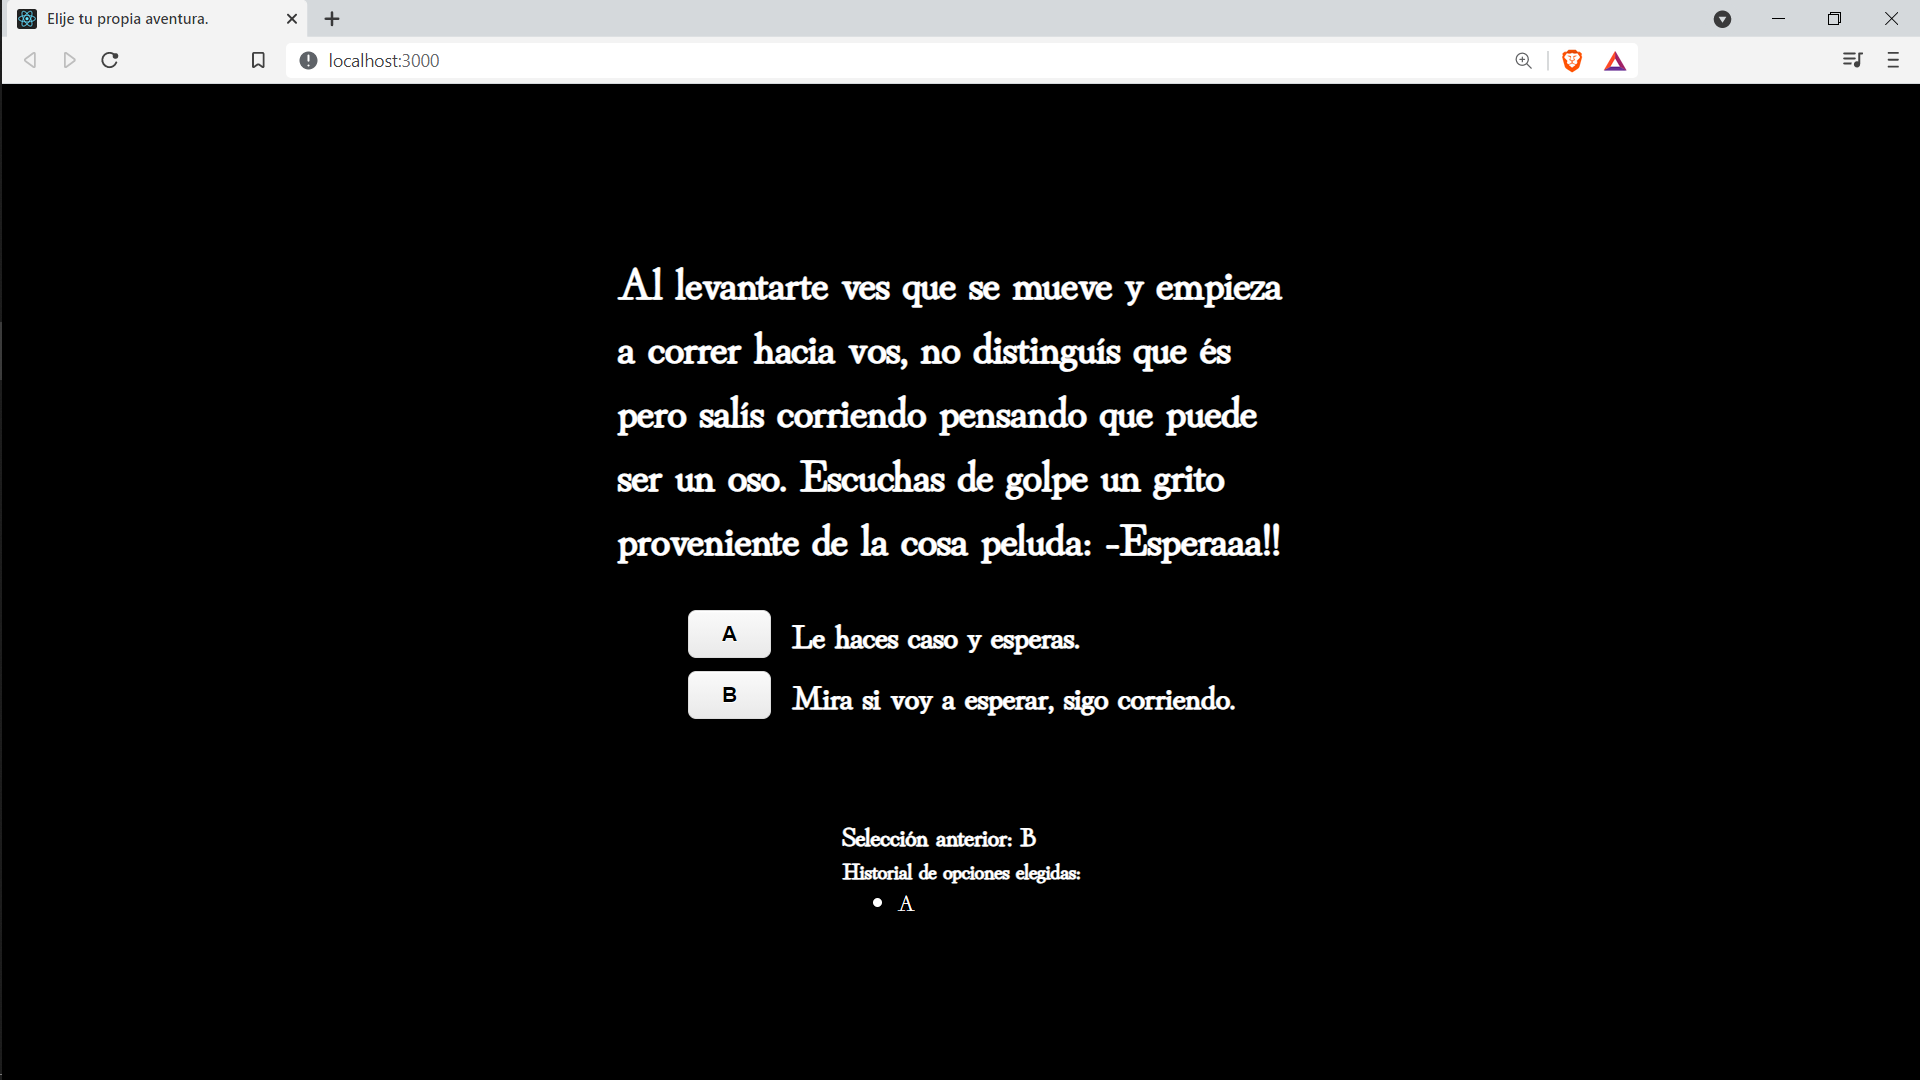 Elije tu propia aventura.
localhost:3000
Al levantarte ves que se mueve y empieza
a correr hacia vos, no distinguís que és
pero salís corriendo pensando que puede
ser un oso. Escuchas de golpe un grito
proveniente de la cosa peluda: -Esperaaa!!
A Le haces caso y esperas.
B Mira si voy a esperar, sigo corriendo.
Selección anterior: B
Historial de opciones elegidas:
A